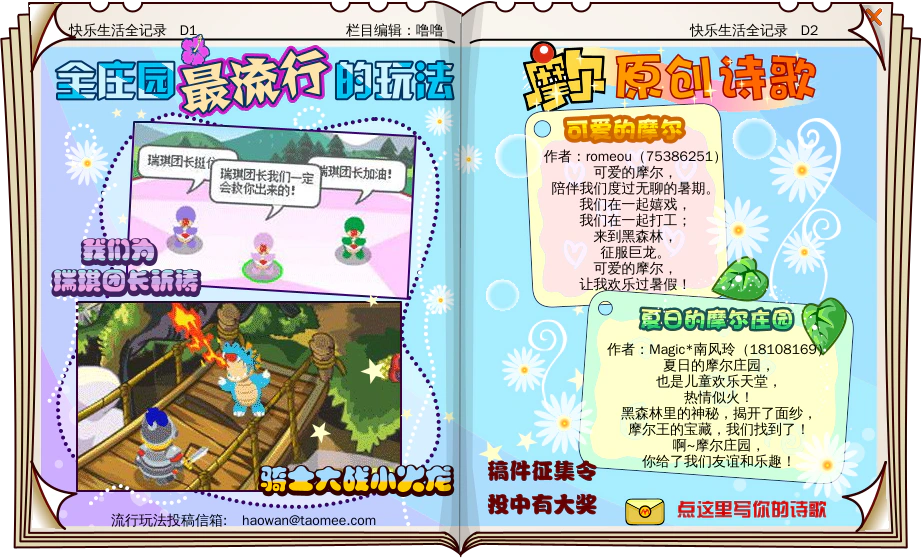 快乐生活全记录 D1
栏目编辑：噜噜
全庄园最流行的玩法
瑞琪团长挺
瑞琪团长我们一定
会救你出来的！
瑞琪团长加油！
我们为
瑞琪团长祈祷
骑士大战小火龙
流行玩法投稿信箱: haowan@taomee.com
快乐生活全记录 D2
摩尔原创诗歌
可爱的摩尔
作者：romeou（75386251）
可爱的摩尔，
陪伴我们度过无聊的暑期。
我们在一起嬉戏，
我们在一起打工；
来到黑森林，
征服巨龙。
可爱的摩尔，
让我欢乐过暑假！
夏日的摩尔庄园
作者：Magic*南风玲（18108169）
夏日的摩尔庄园，
也是儿童欢乐天堂，
热情似火！
黑森林里的神秘，揭开了面纱，
摩尔王的宝藏，我们找到了！
啊~摩尔庄园，
你给了我们友谊和乐趣！
稿件征集令
投中有大奖
点这里写你的诗歌